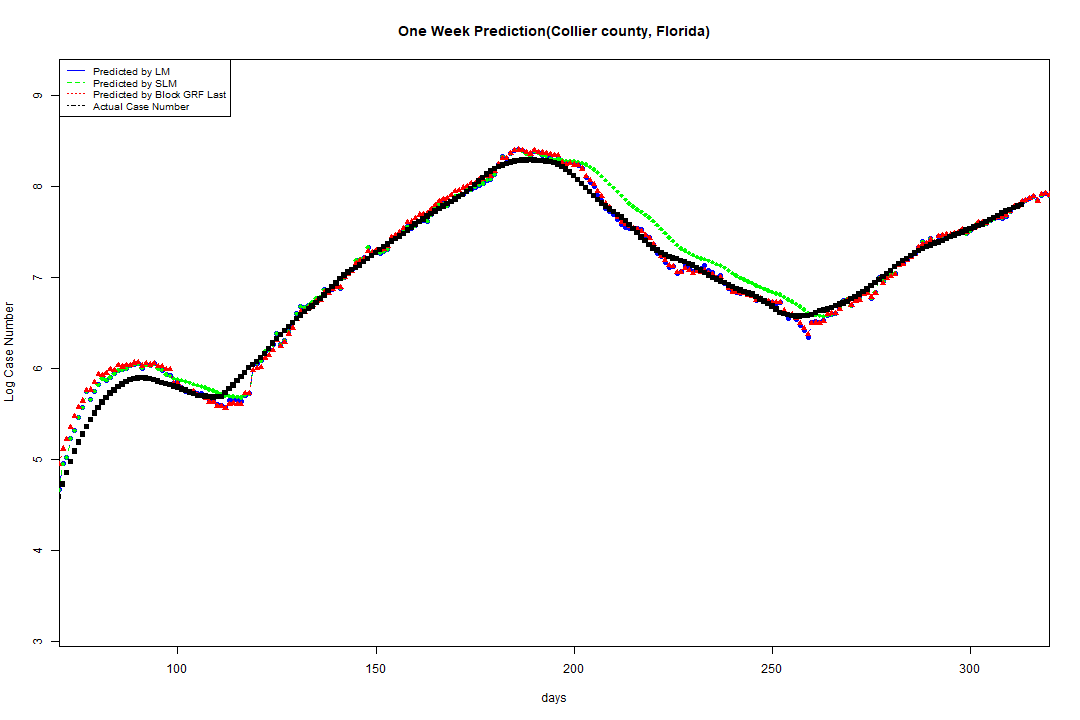 One Week Prediction(Collier county, Florida)
Predicted by LM
Predicted by SLM
Predicted by Block GRF Last
Actual Case Number
9
8
7
6
5
4
3
Log Case Number
100 150 200 250 300
days